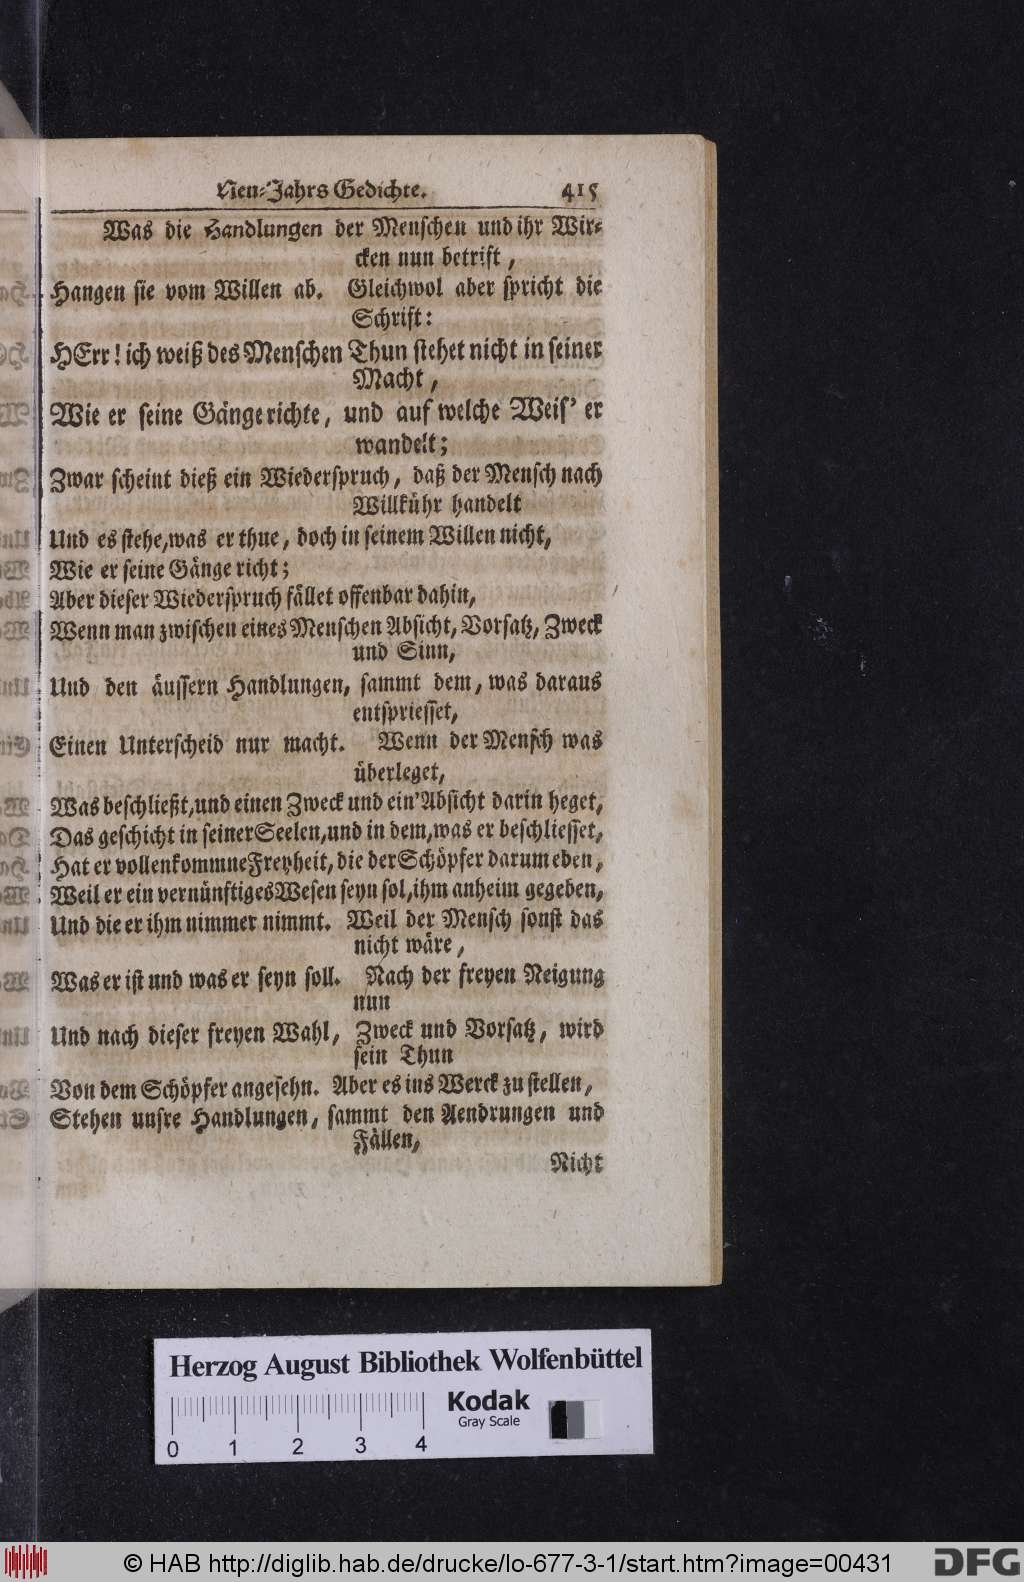 Neu-Jahrs Gedichte. 415
Was die Handlungen der Menschen und ihr Wir-
cken nun betrift,
Hangen sie vom Willen ab. Gleichwol aber spricht die
Schrift:
HErr! ich weiß des Menschen Thun stehet nicht in seiner
Macht,
Wie er seine Gänge richte, und auf welche Weis' er
wandelt;
Zwar scheint dieß ein Wiederspruch, daß der Mensch nach
Willkühr handelt
Und es stehe, was er thue, doch in seinem Willen nicht,
Wie er seine Gänge richt;
Aber dieser Wiederspruch fället offenbar dahin,
Wenn man zwischen eines Menschen Absicht, Vorsatz, Zweck
und Sinn,
Und den äussern Handlungen, sammt dem, was daraus
entspriesset,
Einen Unterscheid nur macht. Wenn der Mensch was
überleget,
Was beschließt, und einen Zweck und ein' Absicht darin heget,
Das geschicht in seiner Seelen, und in dem, was er beschliesset,
Hat er vollenkommne Freyheit, die der Schöpfer darum eben,
Weil er ein vernünftiges Wesen seyn sol, ihm anheim gegeben,
Und die er ihm nimmer nimmt. Weil der Mensch sonst das
nicht wäre,
Was er ist und was er seyn soll. Nach der freyen Neigung
nun
Und nach dieser freyen Wahl, Zweck und Vorsatz, wird
sein Thun
Von dem Schöpfer angesehn. Aber es ins Werck zu stellen,
Stehen unsre Handlungen, sammt den Aendrungen und
Fällen,
Nicht
Herzog August Bibliothek Wolfenbüttel
Kodak
Gray Scale
0 1 2 3 4
© HAB http://diglib.hab.de/drucke/lo-677-3-1/start.htm?image=00431
DFG